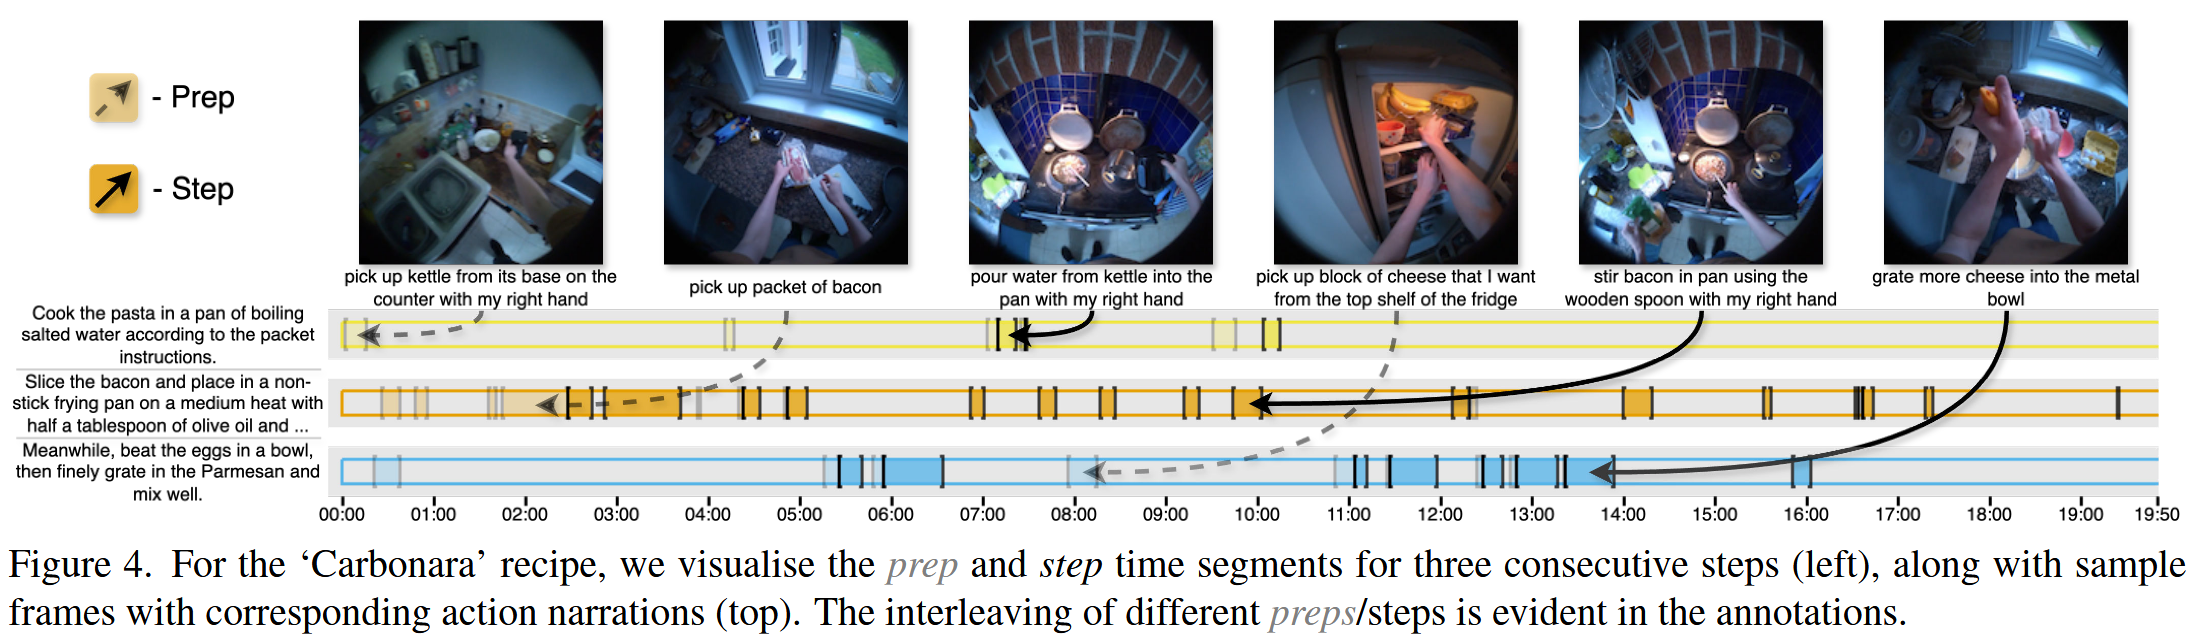 - Prep
- Step
pick up kettle from its base on the
counter with my right hand
pick up packet of bacon
pour water from kettle into the
pan with my right hand
pick up block of cheese that I want
from the top shelf of the fridge
stir bacon in pan using the
wooden spoon with my right hand
grate more cheese into the metal
bowl
Cook the pasta in a pan of boiling
salted water according to the packet
instructions.
Slice the bacon and place in a non-
stick frying pan on a medium heat with
half a tablespoon of olive oil and ...
Meanwhile, beat the eggs in a bowl,
then finely grate in the Parmesan and
mix well.
00:00 01:00 02:00 03:00 04:00 05:00 06:00 07:00 08:00 09:00 10:00 11:00 12:00 13:00 14:00 15:00 16:00 17:00 18:00 19:00 19:50
Figure 4. For the ‘Carbonara’ recipe, we visualise the prep and step time segments for three consecutive steps (left), along with sample
frames with corresponding action narrations (top). The interleaving of different preps/steps is evident in the annotations.